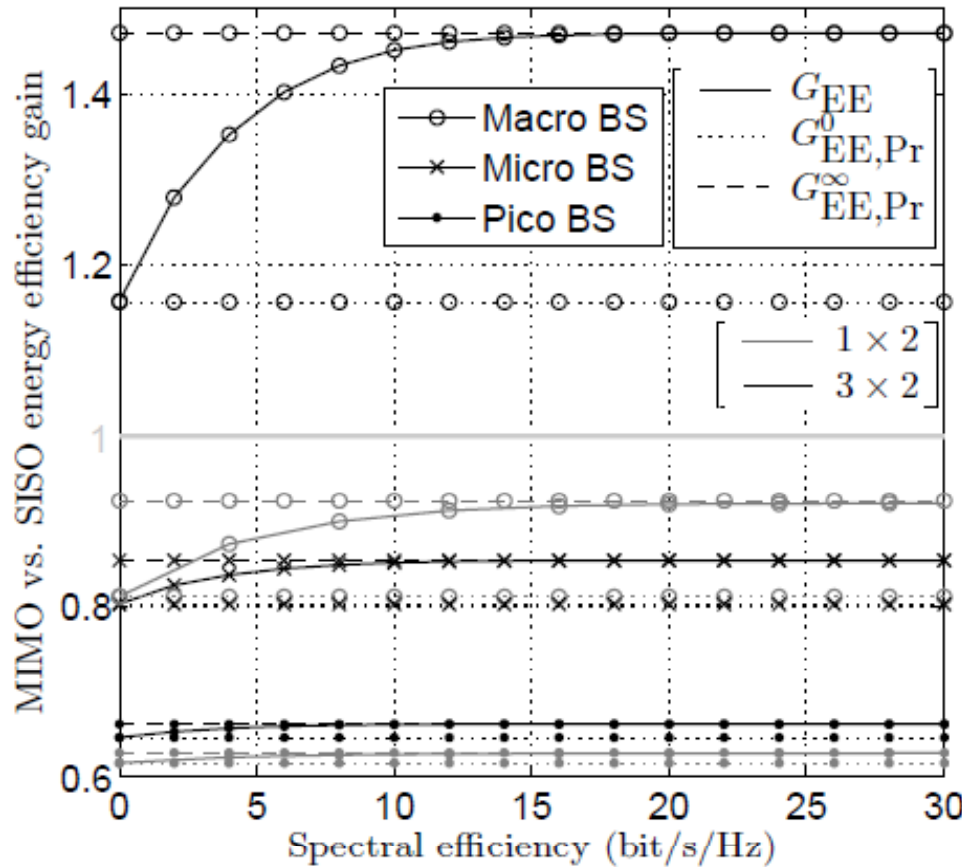 MIMO vs. SISO energy efficiency gain
1.4
1.2
1
0.8
0.6
Macro BS
Micro BS
Pico BS
G_EE
G^0_EE,Pr
G^∞_EE,Pr
1 × 2
3 × 2
0 5 10 15 20 25 30
Spectral efficiency (bit/s/Hz)